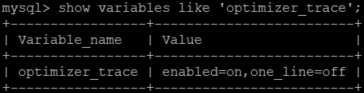 mysql> show variables like 'optimizer_trace';
+-----------------+-------------------------+
| Variable_name   | Value                   |
+-----------------+-------------------------+
| optimizer_trace | enabled=on,one_line=off |
+-----------------+-------------------------+